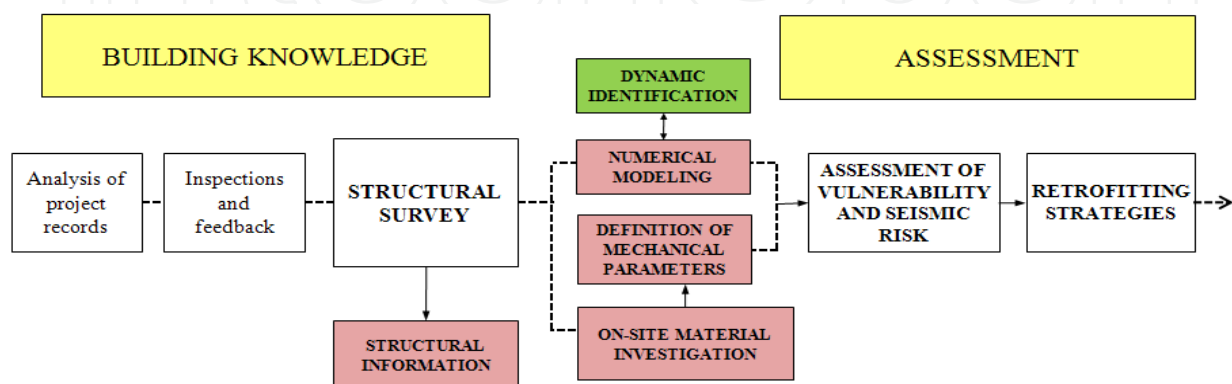 BUILDING KNOWLEDGE
ASSESSMENT
DYNAMIC
IDENTIFICATION
Analysis of
project
records
Inspections
and
feedback
STRUCTURAL
SURVEY
NUMERICAL
MODELING
DEFINITION OF
MECHANICAL
PARAMETERS
ASSESSMENT OF
VULNERABILITY
AND SEISMIC
RISK
RETROFITTING
STRATEGIES
STRUCTURAL
INFORMATION
ON-SITE MATERIAL
INVESTIGATION